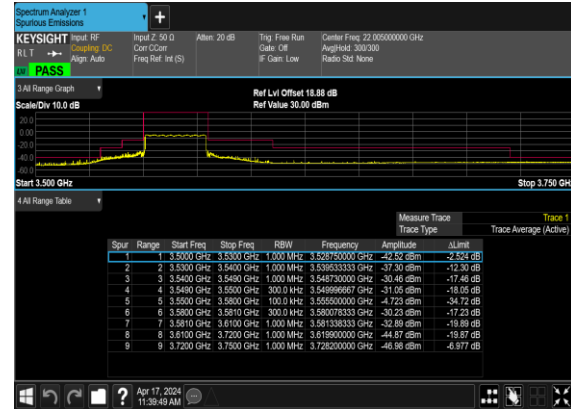 Spectrum Analyzer 1
Spurious Emissions
+
KEYSIGHT Input: RF Input Z: 50 Ω Atten: 20 dB Trig: Free Run Center Freq: 22.005000000 GHz
RLT Coupling: DC Corr CCorr Gate: Off Avg|Hold: 300/300
Align: Auto Freq Ref: Int (S) IF Gain: Low Radio Std: None
LU PASS
3 All Range Graph
Ref Lvl Offset 18.88 dB
Scale/Div 10.0 dB Ref Value 30.00 dBm
20.0
0.00
-20.0
-40.0
-60.0
Start 3.500 GHz Stop 3.750 GH
4 All Range Table
Measure Trace Trace 1
Trace Type Trace Average (Active)
Spur Range Start Freq Stop Freq RBW Frequency Amplitude ΔLimit
1 1 3.5000 GHz 3.5300 GHz 1.000 MHz 3.528750000 GHz -42.52 dBm -2.524 dB
2 2 3.5300 GHz 3.5400 GHz 1.000 MHz 3.539533333 GHz -37.30 dBm -12.30 dB
3 3 3.5400 GHz 3.5490 GHz 1.000 MHz 3.548730000 GHz -30.46 dBm -17.46 dB
4 4 3.5490 GHz 3.5500 GHz 300.0 kHz 3.549996667 GHz -31.05 dBm -18.05 dB
5 5 3.5500 GHz 3.5800 GHz 100.0 kHz 3.555500000 GHz -4.723 dBm -34.72 dB
6 6 3.5800 GHz 3.5810 GHz 300.0 kHz 3.580078333 GHz -30.23 dBm -17.23 dB
7 7 3.5810 GHz 3.6100 GHz 1.000 MHz 3.581338333 GHz -32.89 dBm -19.89 dB
8 8 3.6100 GHz 3.7200 GHz 1.000 MHz 3.619900000 GHz -44.87 dBm -19.87 dB
9 9 3.7200 GHz 3.7500 GHz 1.000 MHz 3.728200000 GHz -46.98 dBm -6.977 dB
? Apr 17, 2024
11:39:49 AM